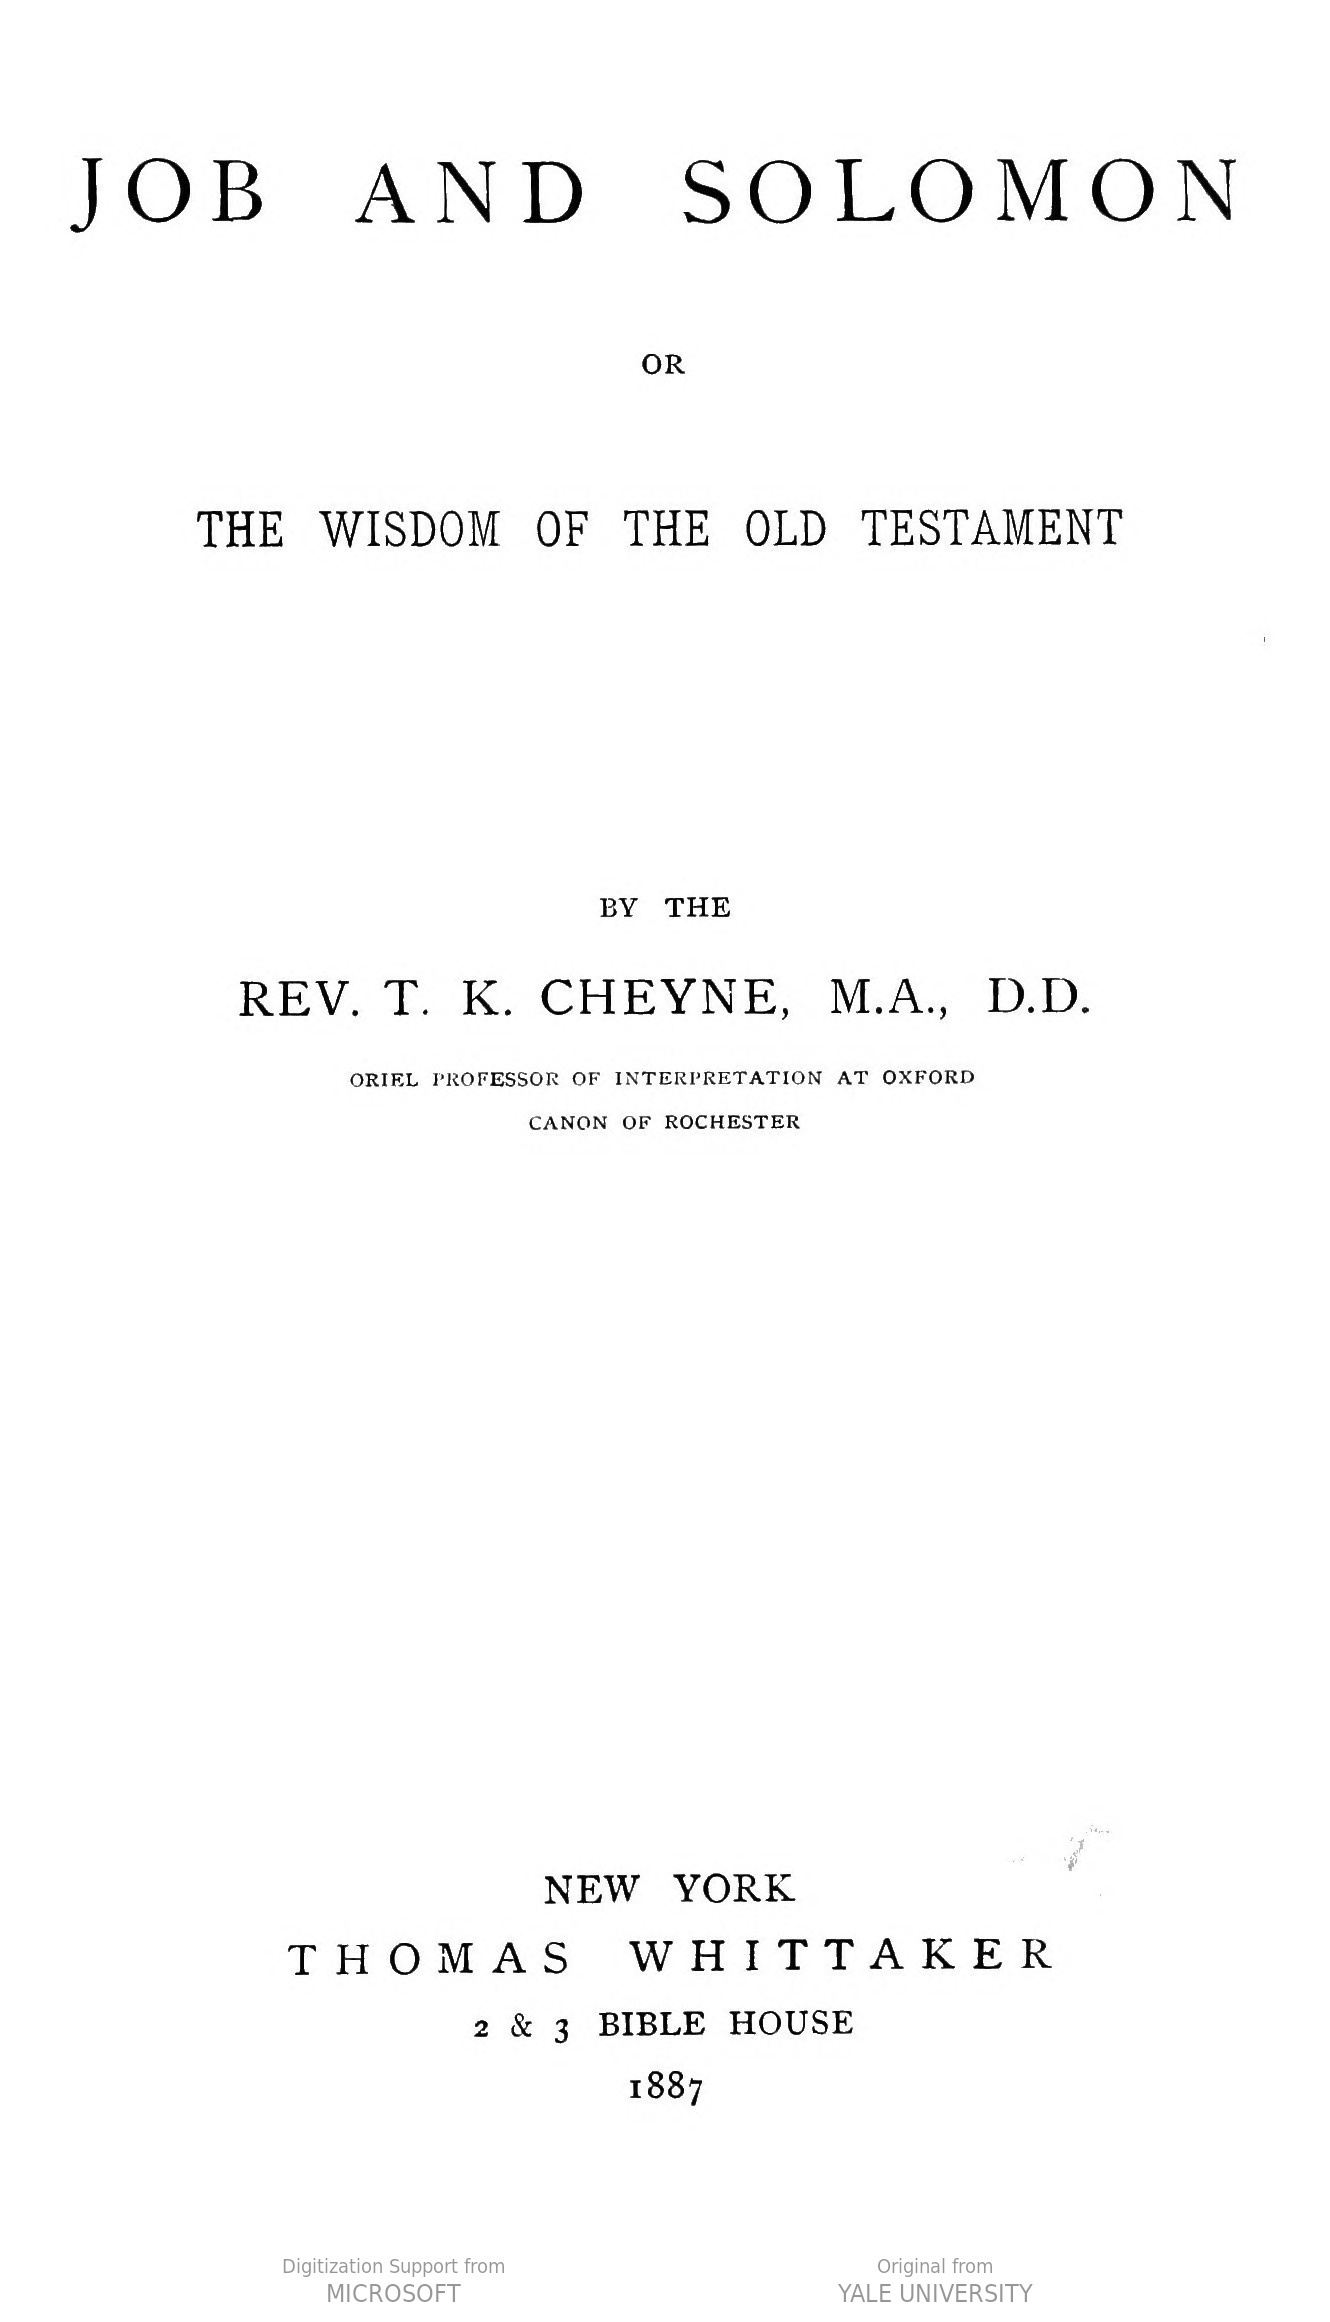 JOB AND SOLOMON
OR
THE WISDOM OF THE OLD TESTAMENT
BY THE
REV. T. K. CHEYNE, M.A., D.D.
ORIEL PROFESSOR OF INTERPRETATION AT OXFORD
CANON OF ROCHESTER
NEW YORK
THOMAS WHITTAKER
2 & 3 BIBLE HOUSE
1887
Digitization Support from
MICROSOFT
Original from
YALE UNIVERSITY